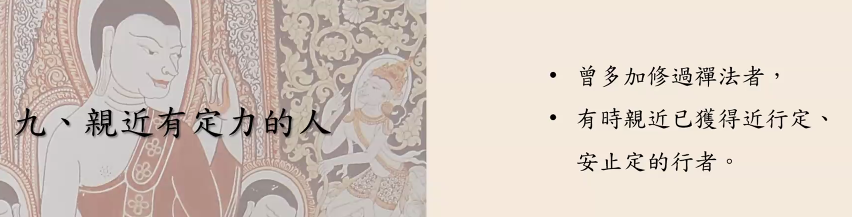 九、親近有定力的人
• 曾多加修過禪法者，
• 有時親近已獲得近行定、
安止定的行者。